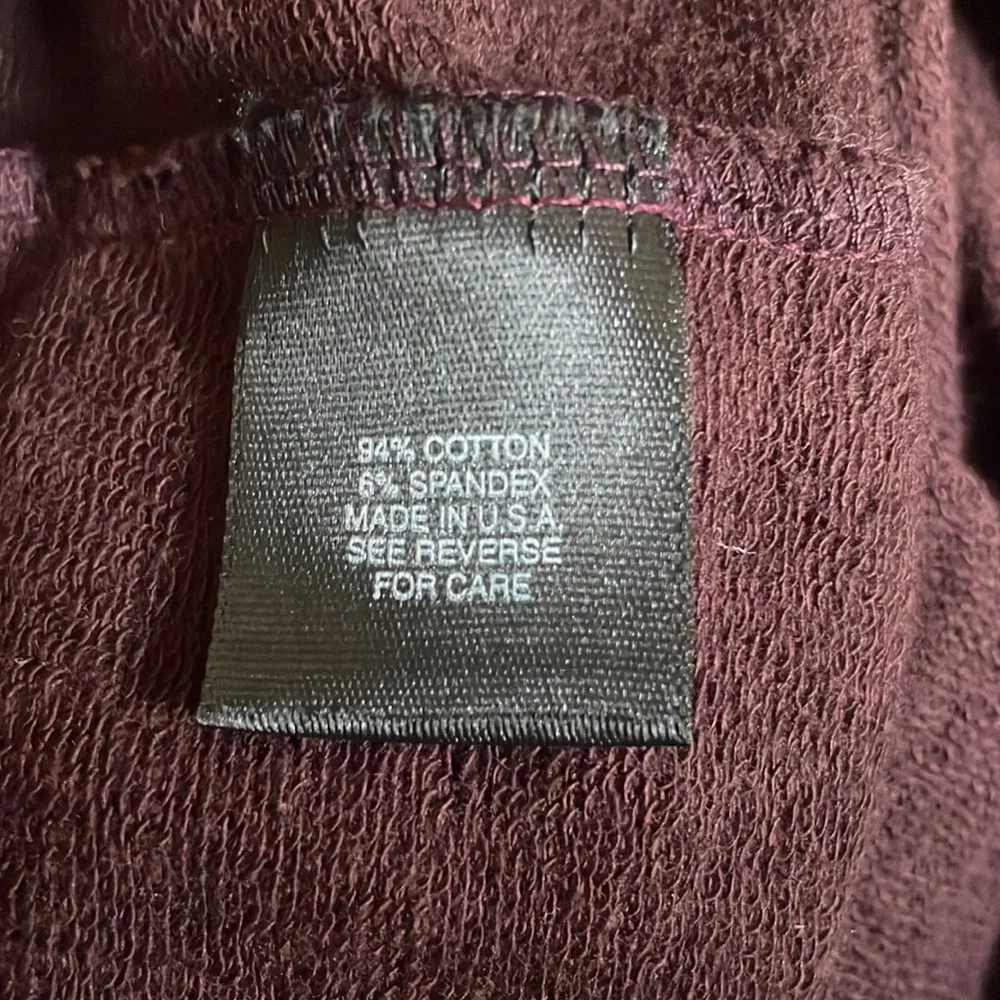 94% COTTON
6% SPANDEX
MADE IN U.S.A.
SEE REVERSE
FOR CARE